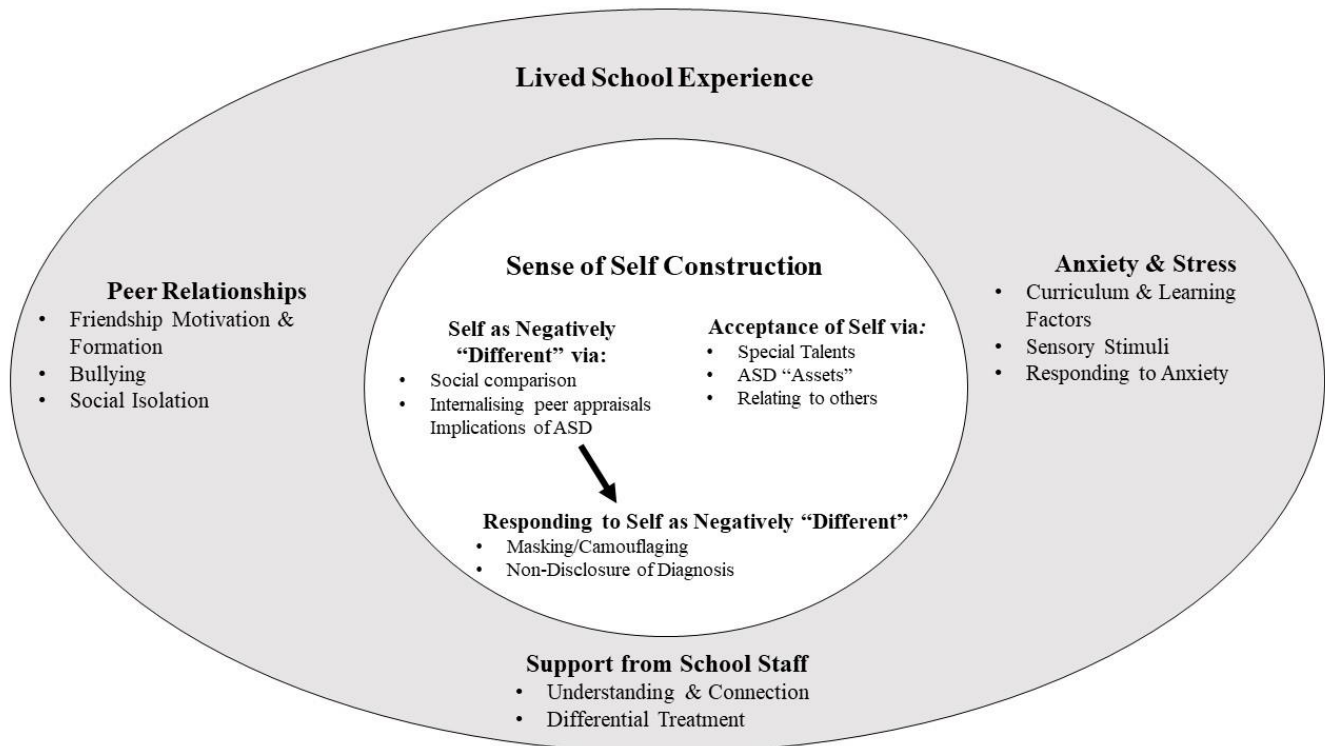 Lived School Experience
Peer Relationships
• Friendship Motivation &
Formation
• Bullying
• Social Isolation
Sense of Self Construction
Self as Negatively
“Different” via:
• Social comparison
• Internalising peer appraisals
Implications of ASD
Acceptance of Self via:
• Special Talents
• ASD “Assets”
• Relating to others
Responding to Self as Negatively “Different”
• Masking/Camouflaging
• Non-Disclosure of Diagnosis
Anxiety & Stress
• Curriculum & Learning
Factors
• Sensory Stimuli
• Responding to Anxiety
Support from School Staff
• Understanding & Connection
• Differential Treatment